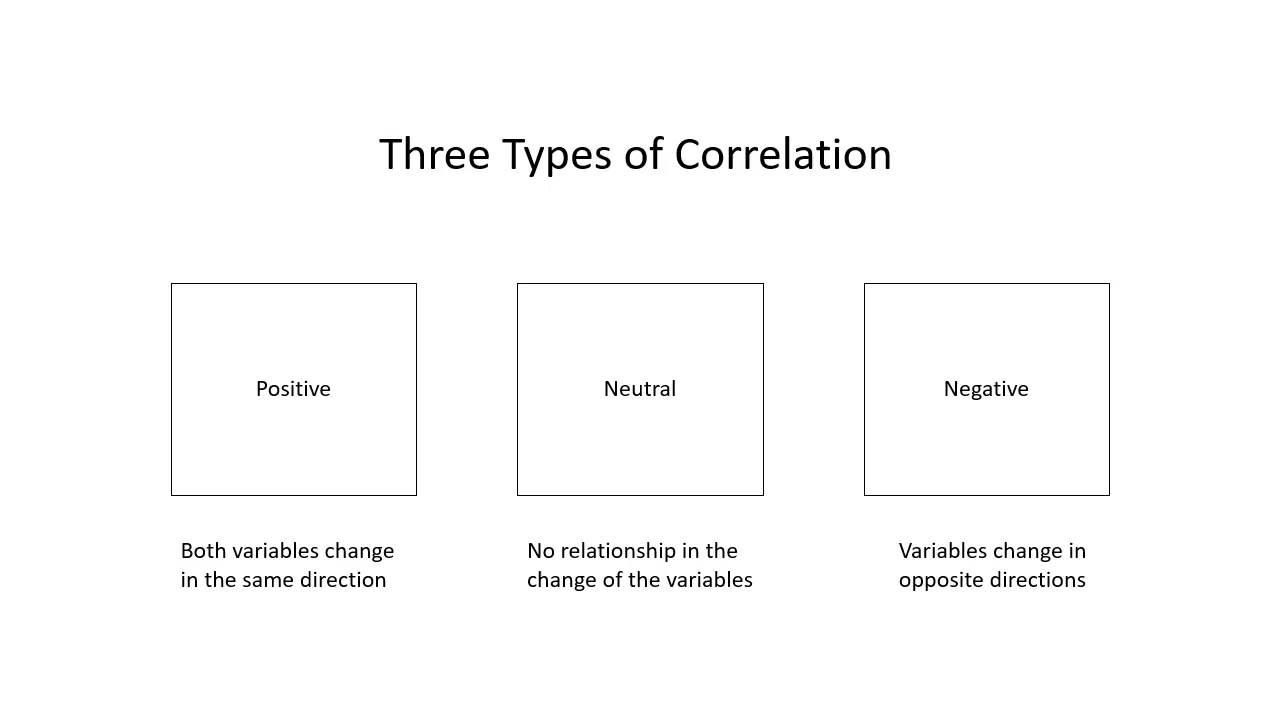 Three Types of Correlation
Positive
Neutral
Negative
Both variables change
in the same direction
No relationship in the
change of the variables
Variables change in
opposite directions